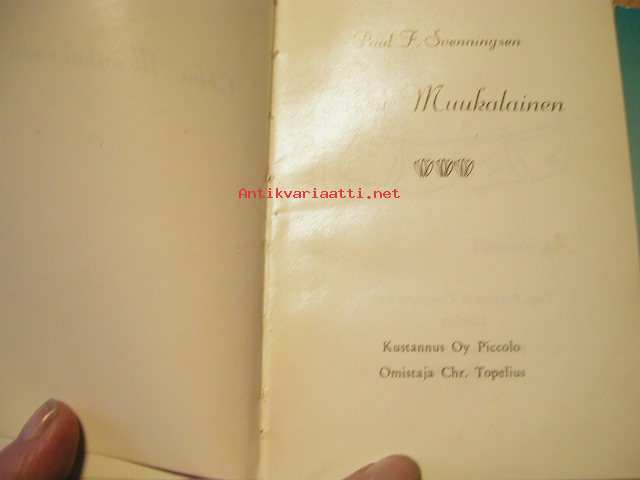 Paul F. Svenningsen
Muukalainen
Antikvariaatti.net
Kustannus Oy Piccolo
Omistaja Chr. Topelius